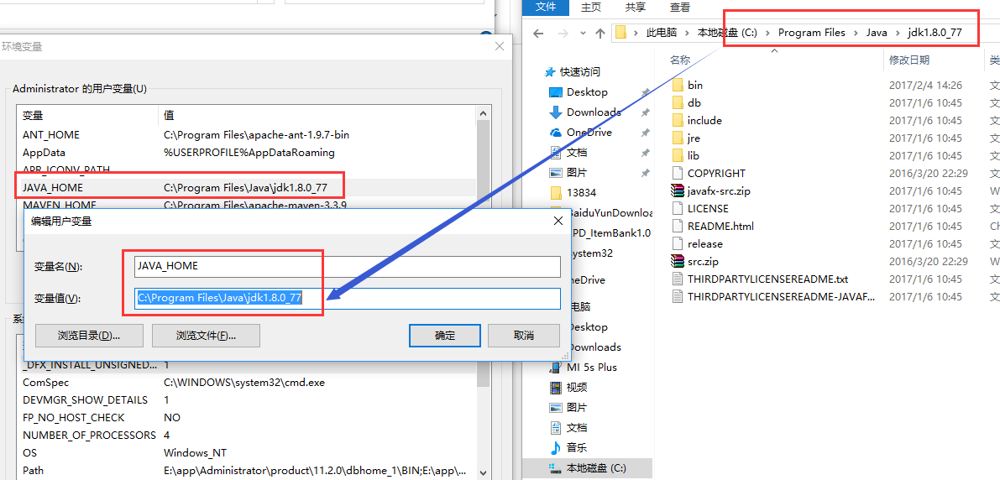 环境变量
Administrator 的用户变量(U)
变量 值
ANT_HOME C:\Program Files\apache-ant-1.9.7-bin
AppData %USERPROFILE%AppDataRoaming
APR_ICONV_PATH
JAVA_HOME C:\Program Files\Java\jdk1.8.0_77
MAVEN_HOME C:\Program Files\apache-maven-3.3.9
编辑用户变量
变量名(N):
JAVA_HOME
变量值(V):
C:\Program Files\Java\jdk1.8.0_77
浏览目录(D)... 浏览文件(F)... 确定 取消
_DFX_INSTALL_UNSIGNED... 1
ComSpec C:\WINDOWS\system32\cmd.exe
DEVMGR_SHOW_DETAILS 1
FP_NO_HOST_CHECK NO
NUMBER_OF_PROCESSORS 4
OS Windows_NT
Path E:\app\Administrator\product\11.2.0\dbhome_1\BIN;E:\app\...
文件 主页 共享 查看
此电脑 本地磁盘 (C:) Program Files Java jdk1.8.0_77
快速访问
Desktop
Downloads
OneDrive
文档
图片
13834
BaiduYunDownloa
PD_ItemBank1.0
ystem32
neDrive
电脑
Desktop
Downloads
MI 5s Plus
视频
图片
文档
音乐
本地磁盘 (C:)
名称 修改日期 类
bin 2017/2/4 14:26 文
db 2017/1/6 10:45 文
include 2017/1/6 10:45 文
jre 2017/1/6 10:45 文
lib 2017/1/6 10:45 文
COPYRIGHT 2016/3/20 22:29 文
javafx-src.zip 2017/1/6 10:45 W
LICENSE 2017/1/6 10:45 文
README.html 2017/1/6 10:45 Ch
release 2017/1/6 10:45 文
src.zip 2016/3/20 22:29 W
THIRDPARTYLICENSEREADME.txt 2017/1/6 10:45 文
THIRDPARTYLICENSEREADME-JAVAF... 2017/1/6 10:45 文